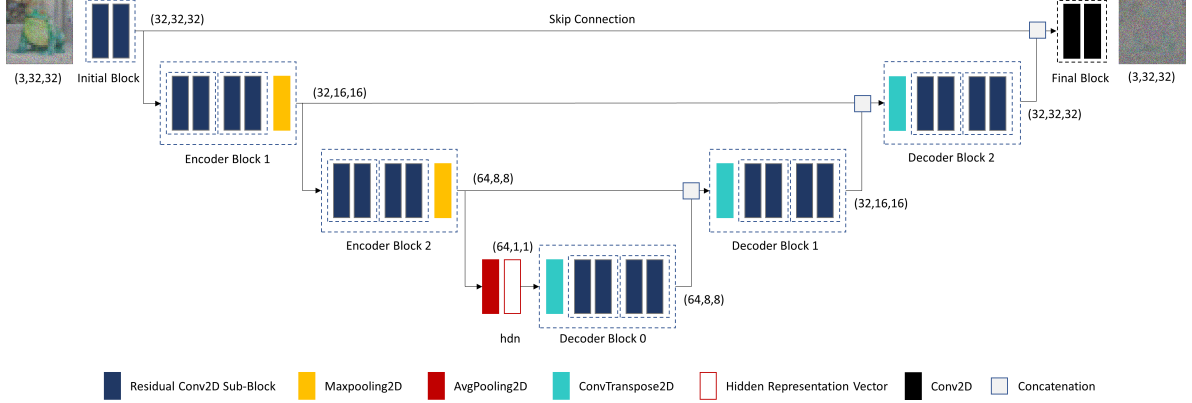 (32,32,32)
Skip Connection
(3,32,32)
Initial Block
Final Block
(3,32,32)
(32,16,16)
(32,32,32)
Encoder Block 1
Decoder Block 2
(64,8,8)
(32,16,16)
Encoder Block 2
Decoder Block 1
(64,1,1)
(64,8,8)
hdn
Decoder Block 0
Residual Conv2D Sub-Block
Maxpooling2D
AvgPooling2D
ConvTranspose2D
Hidden Representation Vector
Conv2D
Concatenation